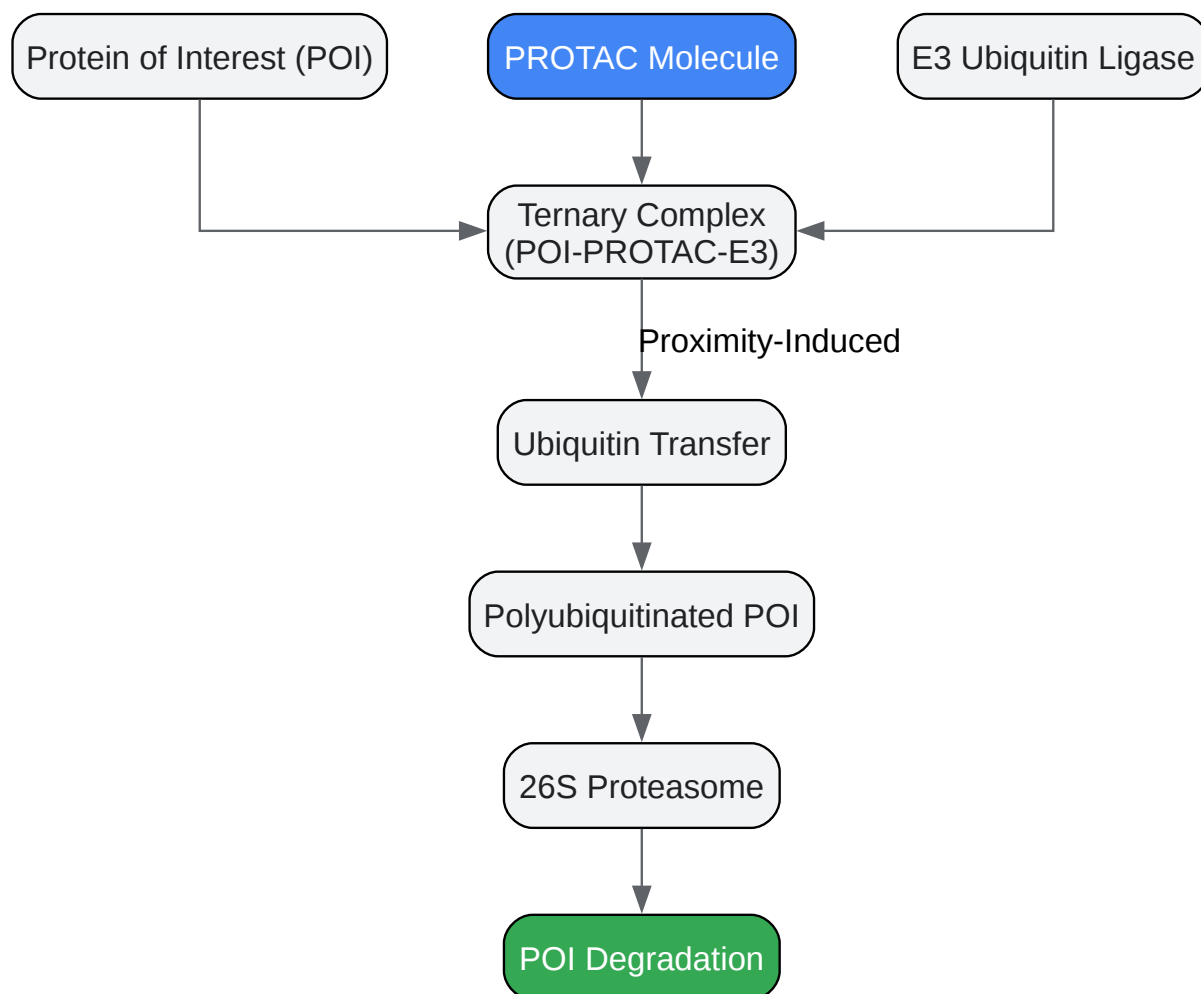 Protein of Interest (POI)
PROTAC Molecule
E3 Ubiquitin Ligase
Ternary Complex
(POI-PROTAC-E3)
Proximity-Induced
Ubiquitin Transfer
Polyubiquitinated POI
26S Proteasome
POI Degradation